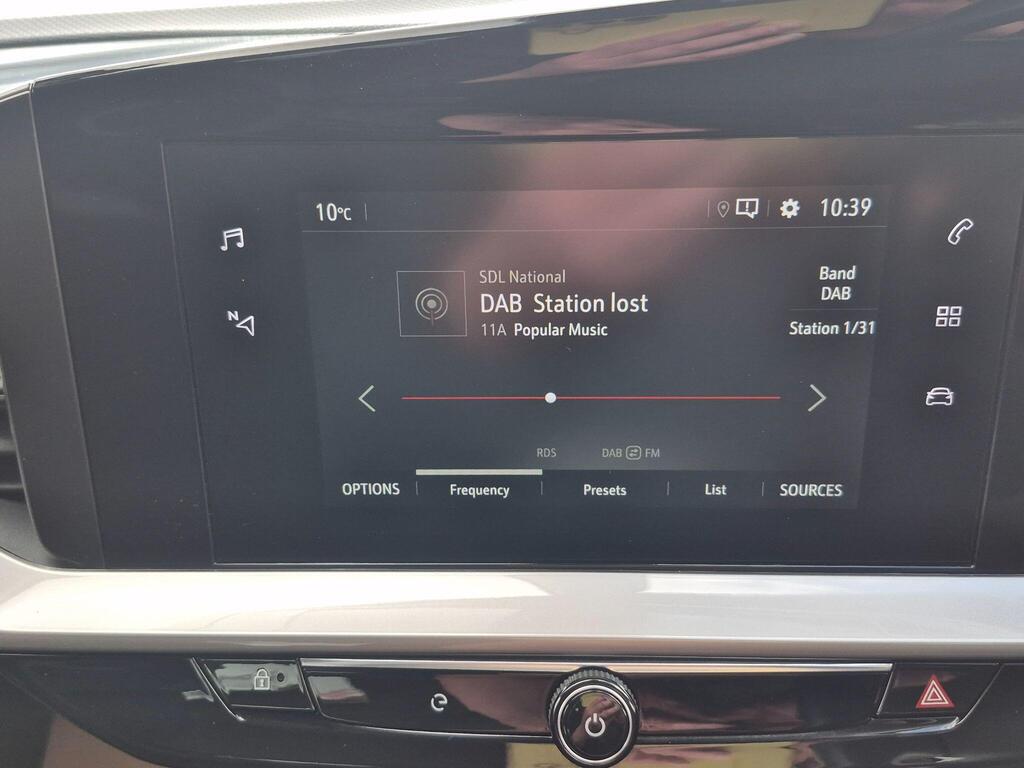 10°C
10:39
N
SDL National
DAB Station lost
11A Popular Music
Band
DAB
Station 1/31
RDS
DAB FM
OPTIONS
Frequency
Presets
List
SOURCES